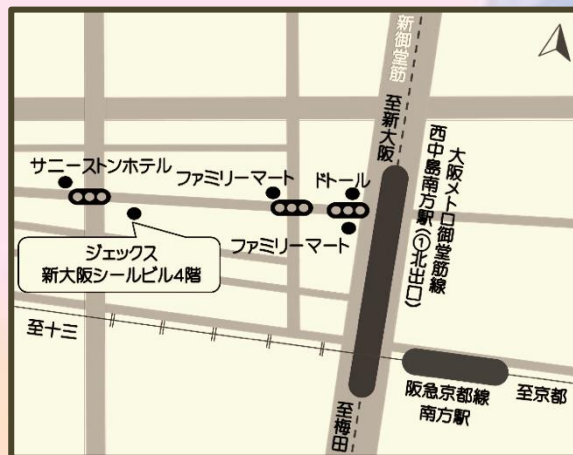 新御堂筋
至新大阪
大阪メトロ御堂筋線
西中島南方駅(①北出口)
サニーストンホテル
ファミリーマート
ドトール
ファミリーマート
ジェックス
新大阪シールビル4階
至十三
阪急京都線
南方駅
至京都
至梅田